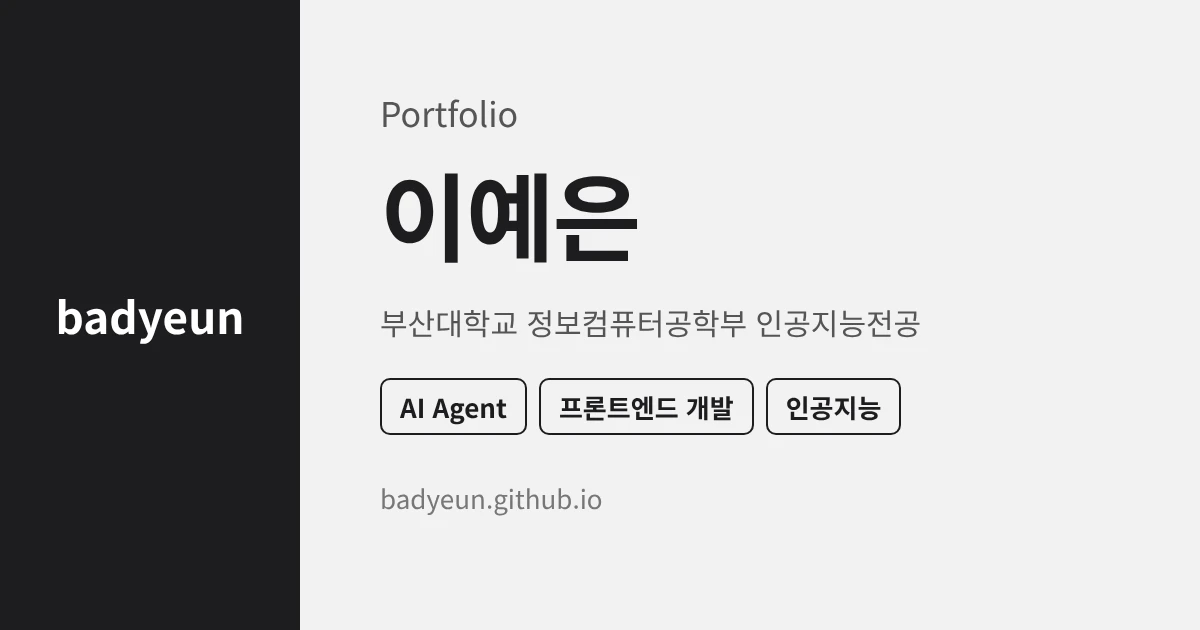 badyeun
Portfolio
이예은
부산대학교 정보컴퓨터공학부 인공지능전공
AI Agent
프론트엔드 개발
인공지능
badyeun.github.io